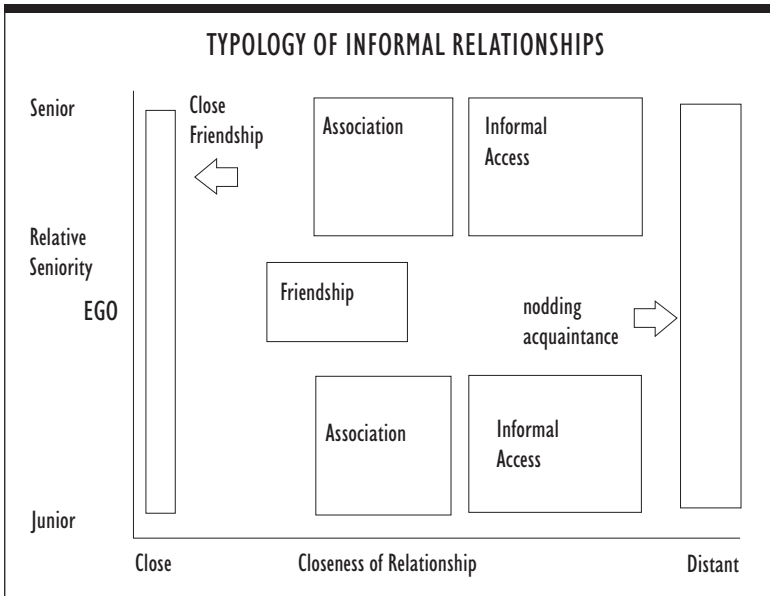 TYPOLOGY OF INFORMAL RELATIONSHIPS
Senior
Close
Friendship
Association
Informal
Access
Relative
Seniority
EGO
Friendship
nodding
acquaintance
Association
Informal
Access
Junior
Close
Closeness of Relationship
Distant